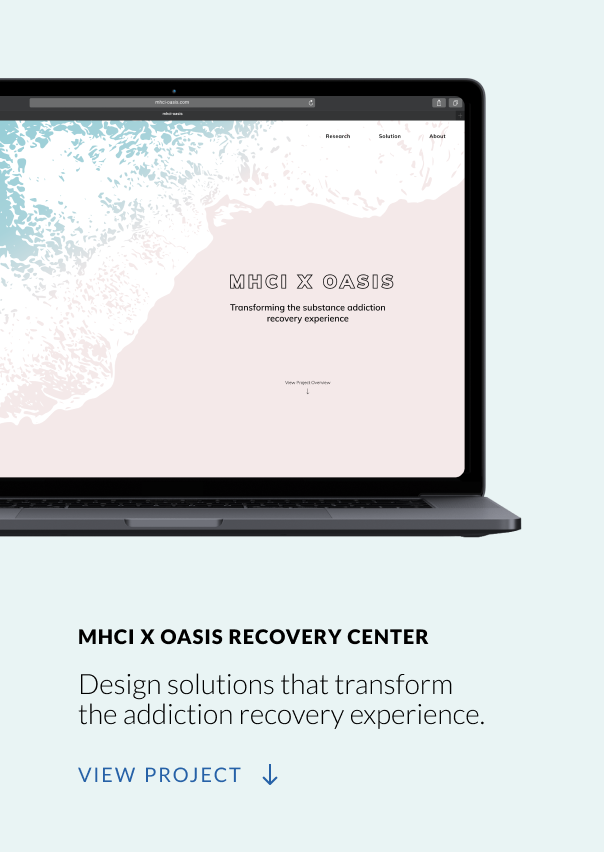 mhci-oasis.com
mhci-oasis
Research Solution About
MHCI X OASIS
Transforming the substance addiction
recovery experience
View Project Overview
↓
MHCI X OASIS RECOVERY CENTER
Design solutions that transform
the addiction recovery experience.
VIEW PROJECT ↓